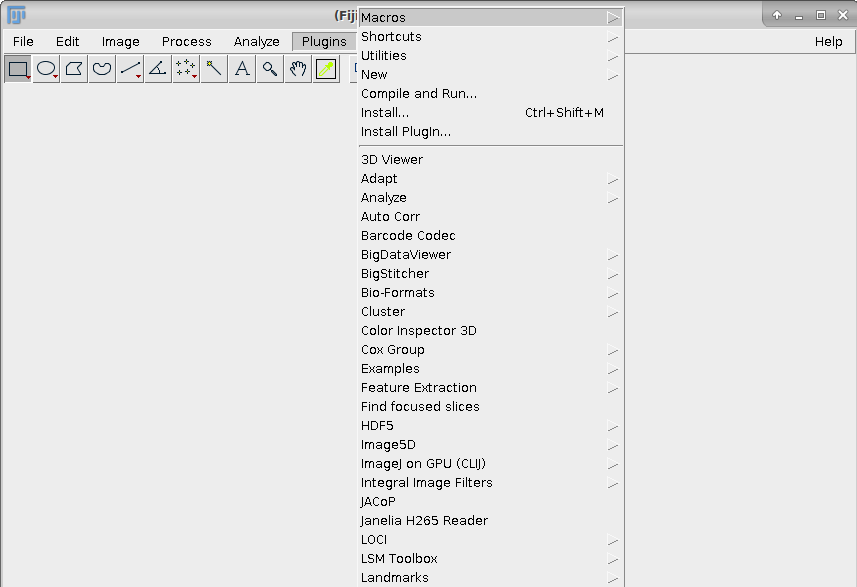 Fiji
(Fiji
File Edit Image Process Analyze Plugins Help
A
Macros
Shortcuts
Utilities
New
Compile and Run...
Install... Ctrl+Shift+M
Install PlugIn...
3D Viewer
Adapt
Analyze
Auto Corr
Barcode Codec
BigDataViewer
BigStitcher
Bio-Formats
Cluster
Color Inspector 3D
Cox Group
Examples
Feature Extraction
Find focused slices
HDF5
Image5D
ImageJ on GPU (CLIJ)
Integral Image Filters
JACoP
Janelia H265 Reader
LOCI
LSM Toolbox
Landmarks